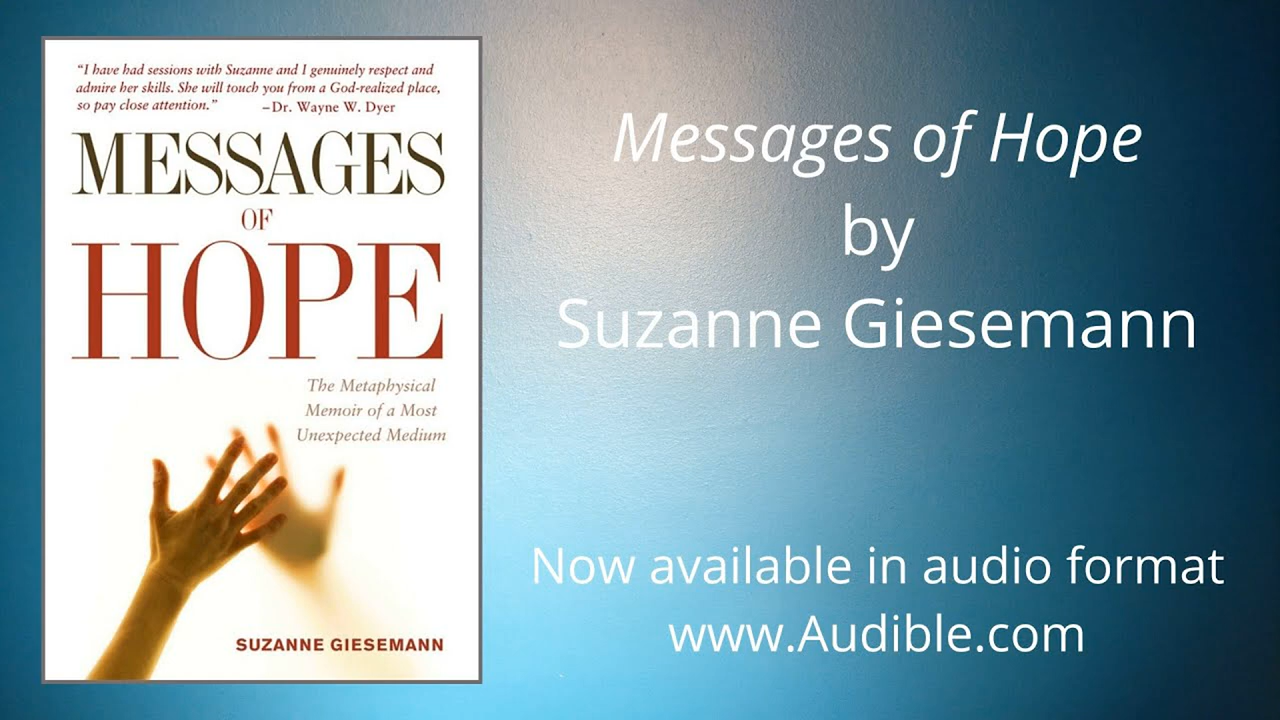 “I have had sessions with Suzanne and I genuinely respect and
admire her skills. She will touch you from a God-realized place,
so pay close attention.” –Dr. Wayne W. Dyer
MESSAGES
OF
HOPE
The Metaphysical
Memoir of a Most
Unexpected Medium
SUZANNE GIESEMANN
Messages of Hope
by
Suzanne Giesemann
Now available in audio format
www.Audible.com